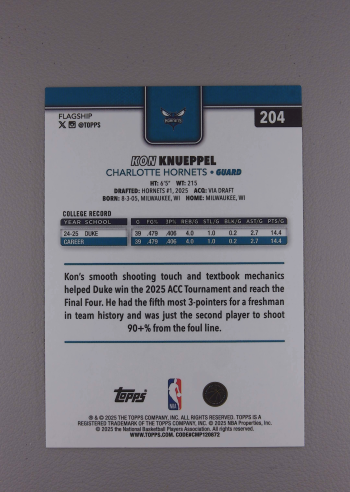 HORNETS
FLAGSHIP
@TOPPS
204
KON KNUEPPEL
CHARLOTTE HORNETS • GUARD
HT: 6'5" WT: 215
DRAFTED: HORNETS #1, 2025 ACQ: VIA DRAFT
BORN: 8-3-05, MILWAUKEE, WI HOME: MILWAUKEE, WI
COLLEGE RECORD
YEAR SCHOOL G FG% 3P% REB/G STL/G BLK/G AST/G PTS/G
24-25 DUKE 39 .479 .406 4.0 1.0 0.2 2.7 14.4
CAREER 39 .479 .406 4.0 1.0 0.2 2.7 14.4
Kon's smooth shooting touch and textbook mechanics
helped Duke win the 2025 ACC Tournament and reach the
Final Four. He had the fifth most 3-pointers for a freshman
in team history and was just the second player to shoot
90+% from the foul line.
Topps
NBA
® & © 2025 THE TOPPS COMPANY, INC. ALL RIGHTS RESERVED. TOPPS IS A
REGISTERED TRADEMARK OF THE TOPPS COMPANY, INC. © 2025 NBA Properties, Inc.
© 2025 the National Basketball Players Association. All rights reserved.
WWW.TOPPS.COM. CODE#CMP120872